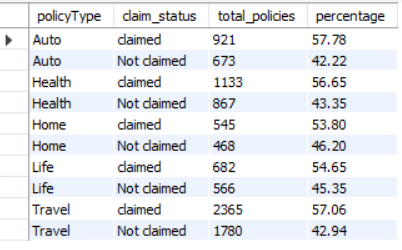 policyType claim_status total_policies percentage
Auto claimed 921 57.78
Auto Not claimed 673 42.22
Health claimed 1133 56.65
Health Not claimed 867 43.35
Home claimed 545 53.80
Home Not claimed 468 46.20
Life claimed 682 54.65
Life Not claimed 566 45.35
Travel claimed 2365 57.06
Travel Not claimed 1780 42.94